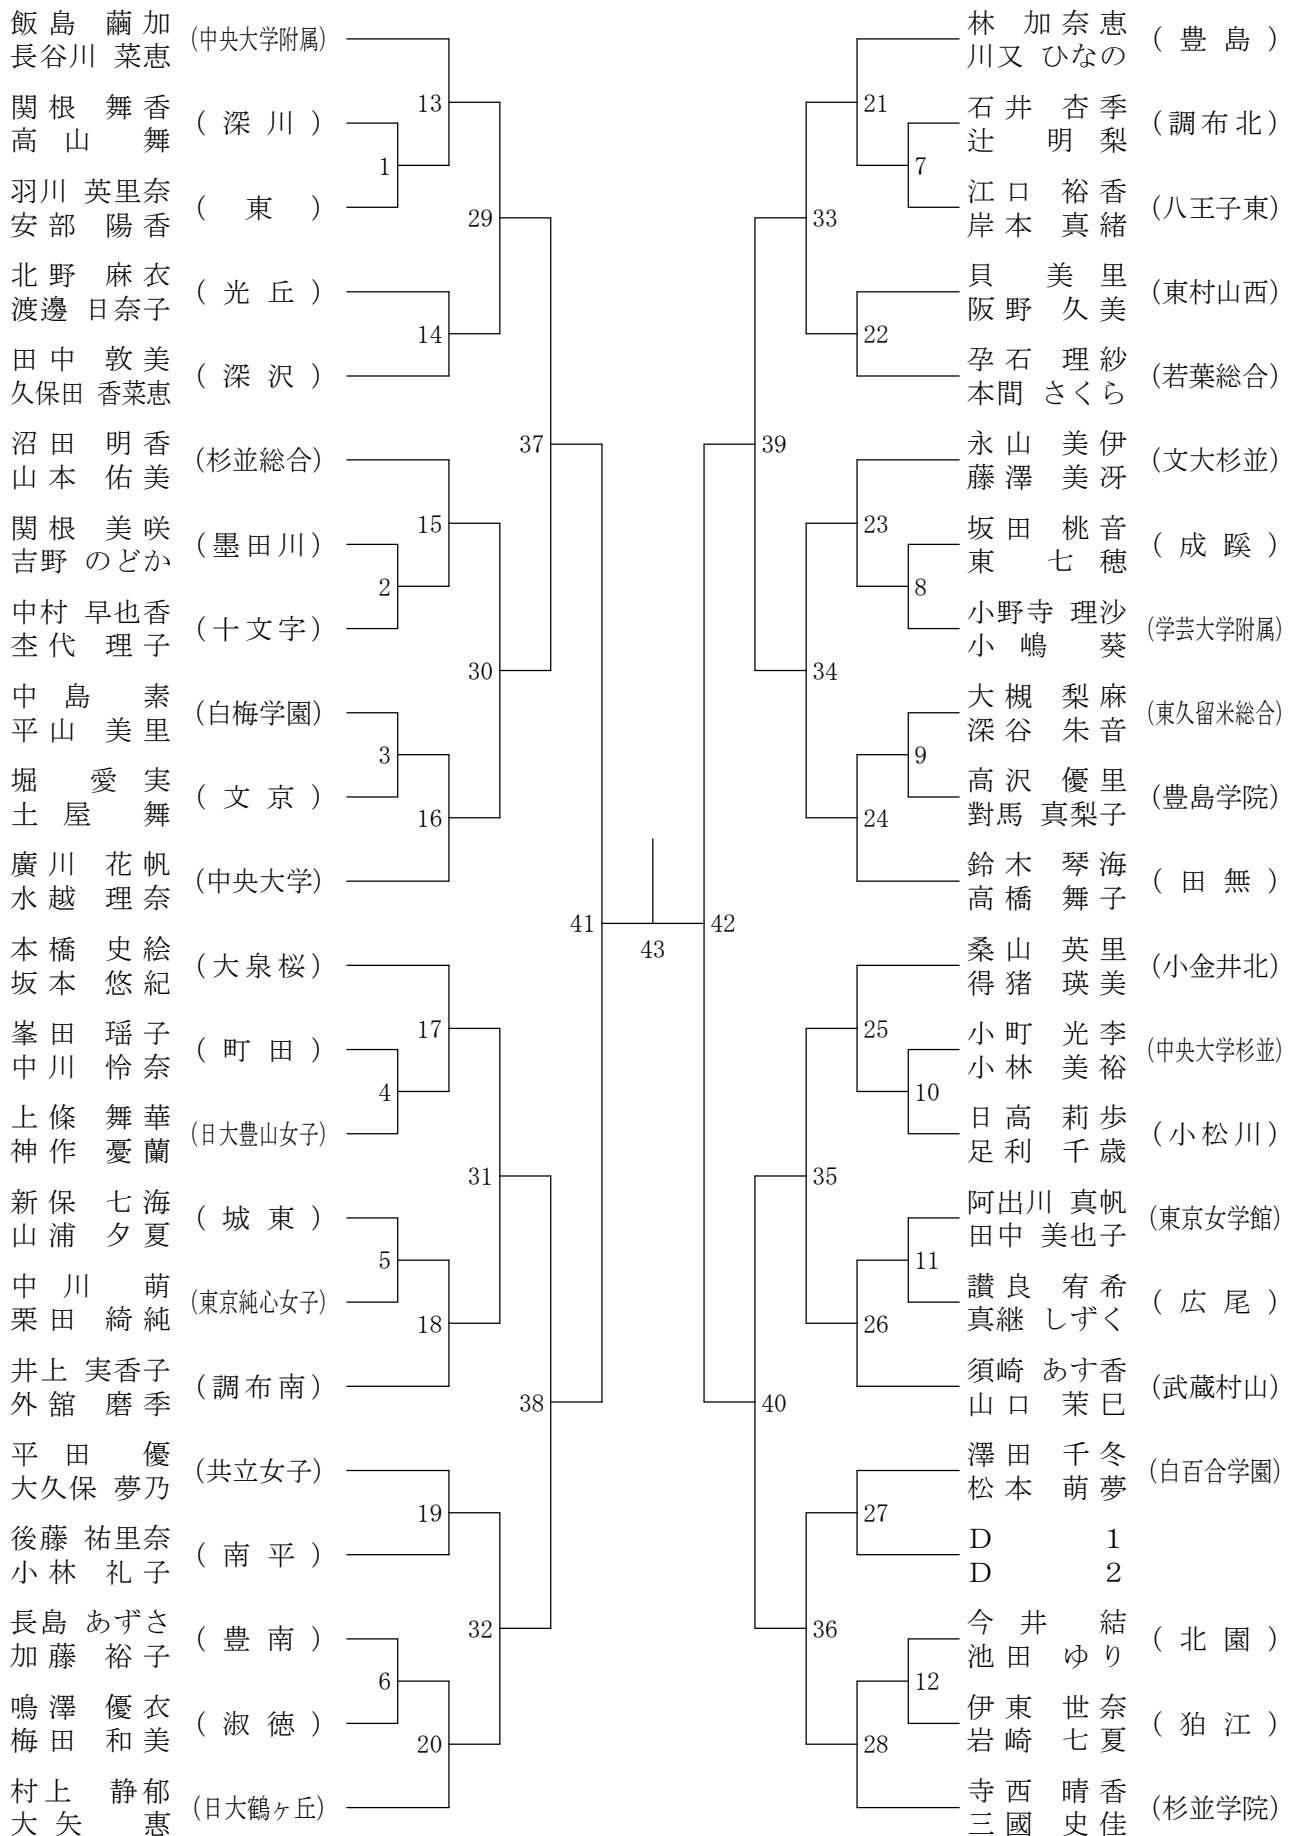 飯島 繭加
長谷川 菜恵
(中央大学附属)
関根 舞香
高山 舞
(深川)
羽川 英里奈
安部 陽香
(東)
北野 麻衣
渡邊 日奈子
(光丘)
田中 敦美
久保田 香菜恵
(深沢)
沼田 明香
山本 佑美
(杉並総合)
関根 美咲
吉野 のどか
(墨田川)
中村 早也香
杢代 理子
(十文字)
中島 素
平山 美里
(白梅学園)
堀 愛実
土屋 舞
(文京)
廣川 花帆
水越 理奈
(中央大学)
本橋 史絵
坂本 悠紀
(大泉桜)
峯田 瑶子
中川 怜奈
(町田)
上條 舞華
神作 憂蘭
(日大豊山女子)
新保 七海
山浦 夕夏
(城東)
中川 萌
栗田 綺純
(東京純心女子)
井上 実香子
外舘 磨季
(調布南)
平田 優
大久保 夢乃
(共立女子)
後藤 祐里奈
小林 礼子
(南平)
長島 あずさ
加藤 裕子
(豊南)
鳴澤 優衣
梅田 和美
(淑徳)
村上 静郁
大矢 惠
(日大鶴ヶ丘)
1
2
3
4
5
6
13
14
15
16
17
18
19
20
29
30
31
32
37
38
41
43
42
39
40
33
34
35
36
21
22
23
24
25
26
27
28
7
8
9
10
11
12
林 加奈恵
川又 ひなの
(豊島)
石井 杏季
辻 明梨
(調布北)
江口 裕香
岸本 真緒
(八王子東)
貝 美里
阪野 久美
(東村山西)
孕石 理紗
本間 さくら
(若葉総合)
永山 美伊
藤澤 美冴
(文大杉並)
坂田 桃音
東 七穂
(成蹊)
小野寺 理沙
小嶋 葵
(学芸大学附属)
大槻 梨麻
深谷 朱音
(東久留米総合)
高沢 優里
對馬 真梨子
(豊島学院)
鈴木 琴海
高橋 舞子
(田無)
桑山 英里
得猪 瑛美
(小金井北)
小町 光李
小林 美裕
(中央大学杉並)
日高 莉歩
足利 千歳
(小松川)
阿出川 真帆
田中 美也子
(東京女学館)
讃良 宥希
真継 しずく
(広尾)
須崎 あす香
山口 茉巳
(武蔵村山)
澤田 千冬
松本 萌夢
(白百合学園)
D 1
D 2
今井 結
池田 ゆり
(北園)
伊東 世奈
岩崎 七夏
(狛江)
寺西 晴香
三國 史佳
(杉並学院)